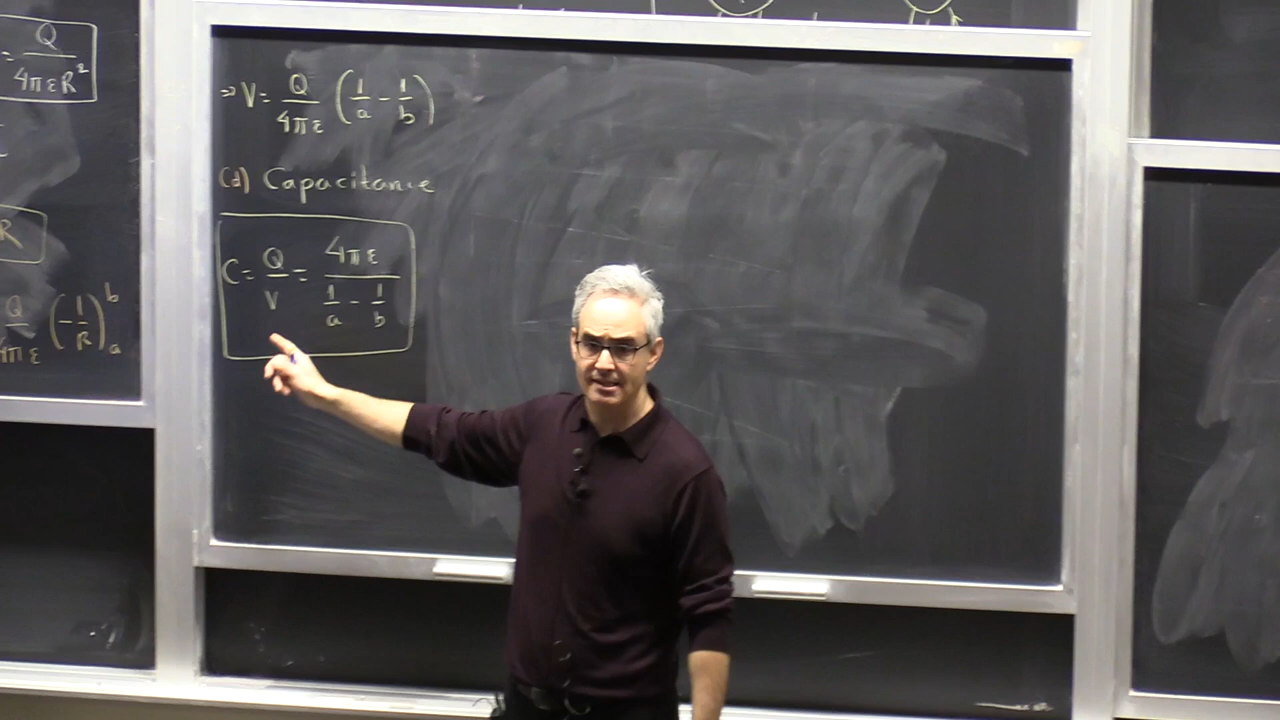 = Q / 4πεR²
R
Q / 4πε (-1/R)ᵇₐ
⇒ V = Q / 4πε (1/a - 1/b)
(d) Capacitance
C = Q/V = 4πε / (1/a - 1/b)